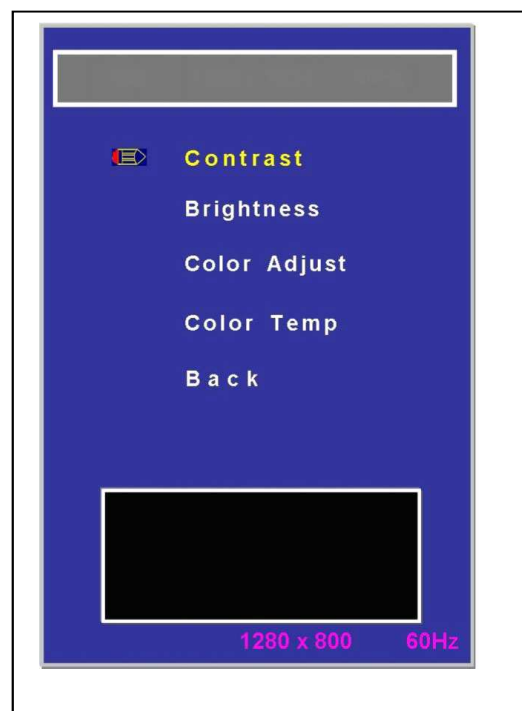 Contrast
Brightness
Color Adjust
Color Temp
Back
1280 x 800 60Hz